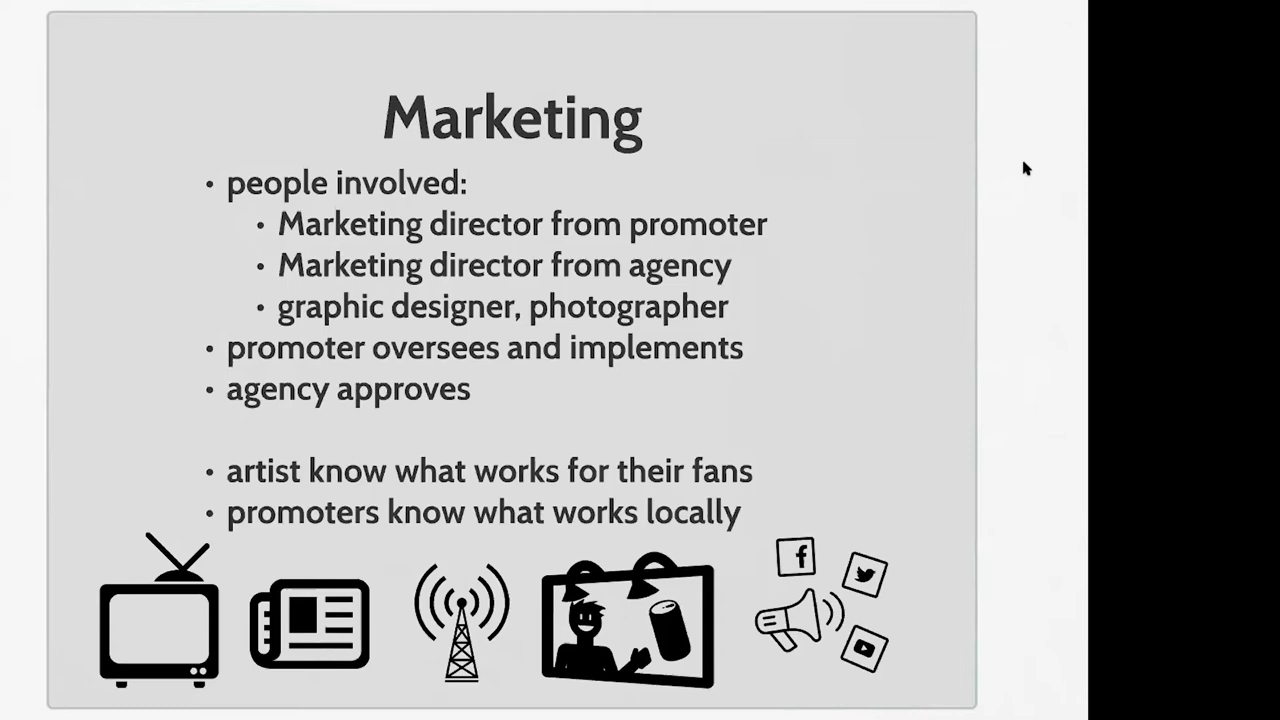 Marketing
• people involved:
• Marketing director from promoter
• Marketing director from agency
• graphic designer, photographer
• promoter oversees and implements
• agency approves
• artist know what works for their fans
• promoters know what works locally